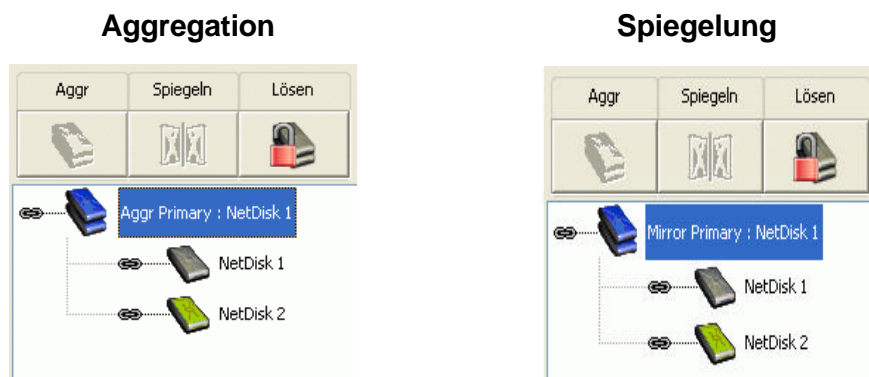 Aggregation
Aggr Spiegeln Lösen
Aggr Primary : NetDisk 1
NetDisk 1
NetDisk 2
Spiegelung
Aggr Spiegeln Lösen
Mirror Primary : NetDisk 1
NetDisk 1
NetDisk 2